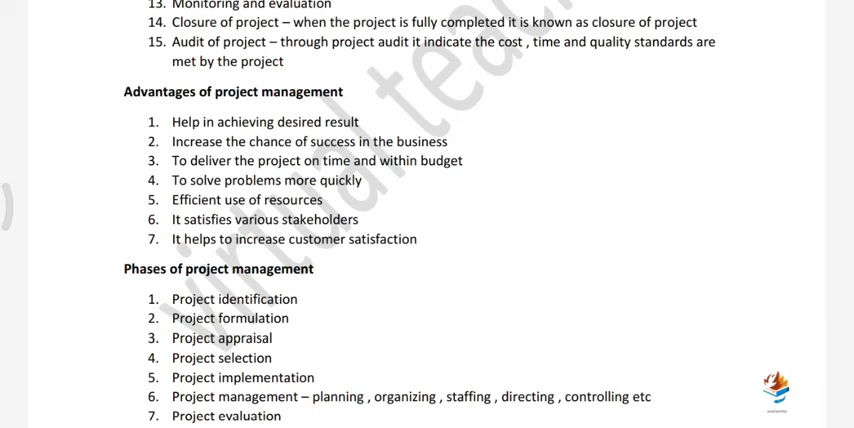 13. Monitoring and evaluation
14. Closure of project – when the project is fully completed it is known as closure of project
15. Audit of project – through project audit it indicate the cost , time and quality standards are
met by the project
Advantages of project management
1. Help in achieving desired result
2. Increase the chance of success in the business
3. To deliver the project on time and within budget
4. To solve problems more quickly
5. Efficient use of resources
6. It satisfies various stakeholders
7. It helps to increase customer satisfaction
Phases of project management
1. Project identification
2. Project formulation
3. Project appraisal
4. Project selection
5. Project implementation
6. Project management – planning , organizing , staffing , directing , controlling etc
7. Project evaluation
virtual teac